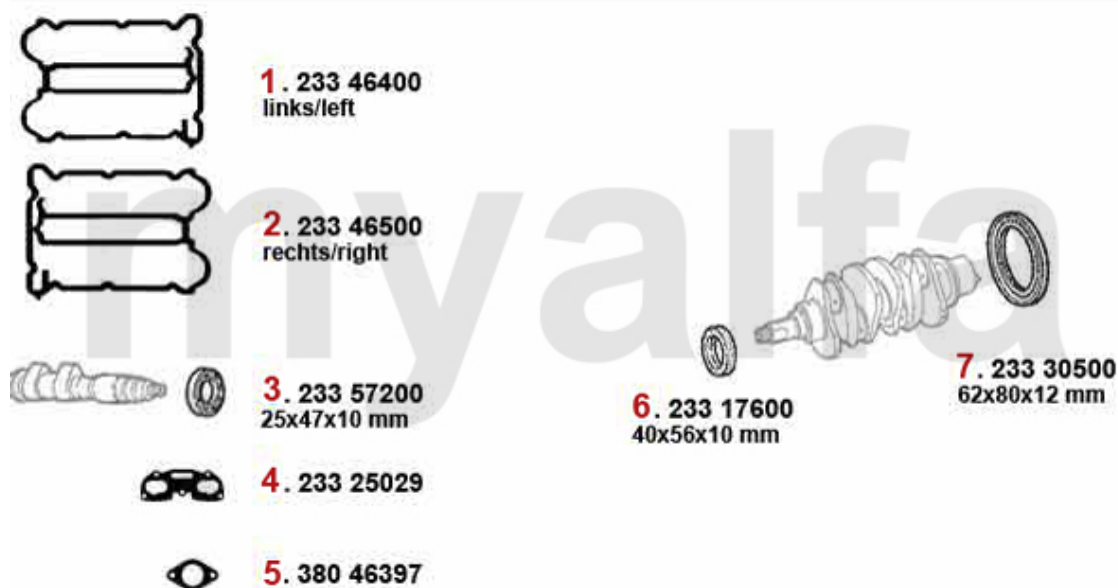 myalfa
1. 233 46400
links/left
2. 233 46500
rechts/right
3. 233 57200
25x47x10 mm
4. 233 25029
5. 380 46397
6. 233 17600
40x56x10 mm
7. 233 30500
62x80x12 mm